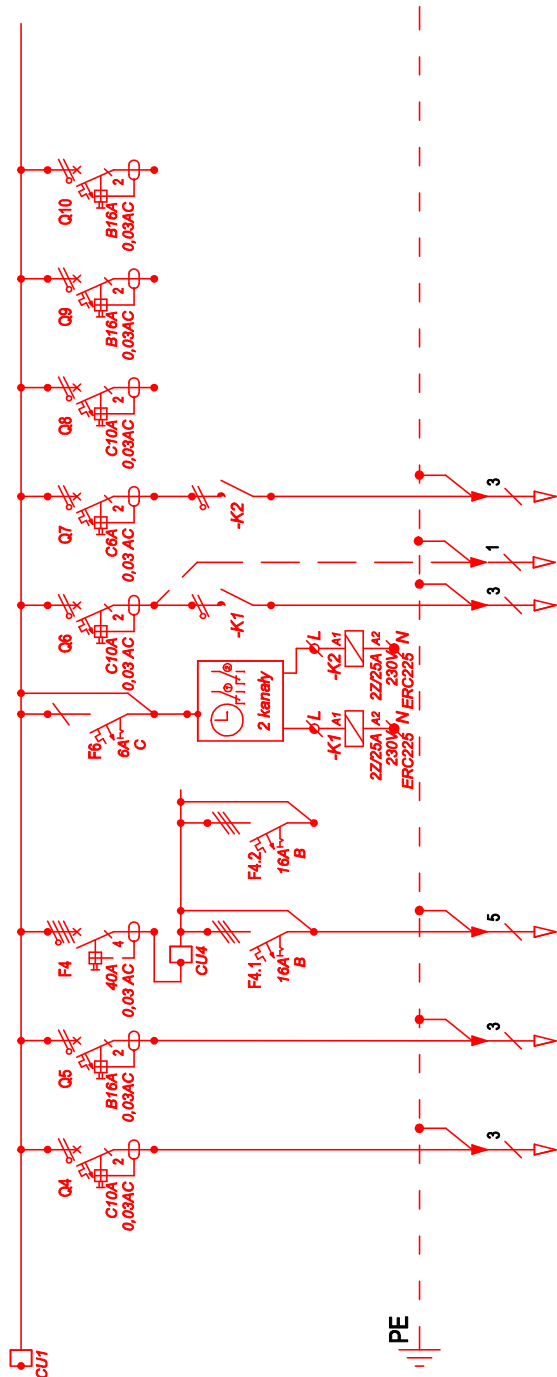 CU1
Q4
C10A
0,03AC
2
3
Q5
B16A
0,03AC
2
3
F4
40A
0,03 AC
4
CU4
F4.1
16A
B
5
F4.2
16A
B
F6
6A
C
2 kanały
1
2
L
-K1
A1
A2
2Z/25A
230V
ERC225
N
L
-K2
A1
A2
2Z/25A
230V
ERC225
N
Q6
C10A
0,03 AC
2
-K1
3
1
Q7
C6A
0,03 AC
2
-K2
3
Q8
C10A
0,03AC
2
Q9
B16A
0,03AC
2
Q10
B16A
0,03AC
2
PE